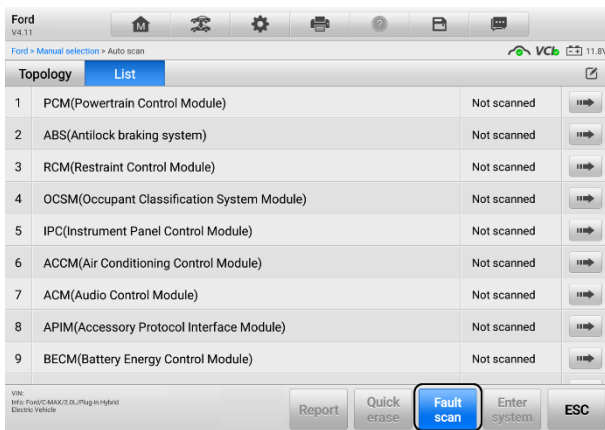 Ford
V4.11
M
?
Ford > Manual selection > Auto scan
VCI 11.8V
Topology List
1 PCM(Powertrain Control Module) Not scanned
2 ABS(Antilock braking system) Not scanned
3 RCM(Restraint Control Module) Not scanned
4 OCSM(Occupant Classification System Module) Not scanned
5 IPC(Instrument Panel Control Module) Not scanned
6 ACCM(Air Conditioning Control Module) Not scanned
7 ACM(Audio Control Module) Not scanned
8 APIM(Accessory Protocol Interface Module) Not scanned
9 BECM(Battery Energy Control Module) Not scanned
VIN:
Info: Ford/C-MAX/2.0L/Plug-in Hybrid
Electric Vehicle
Report
Quick
erase
Fault
scan
Enter
system
ESC